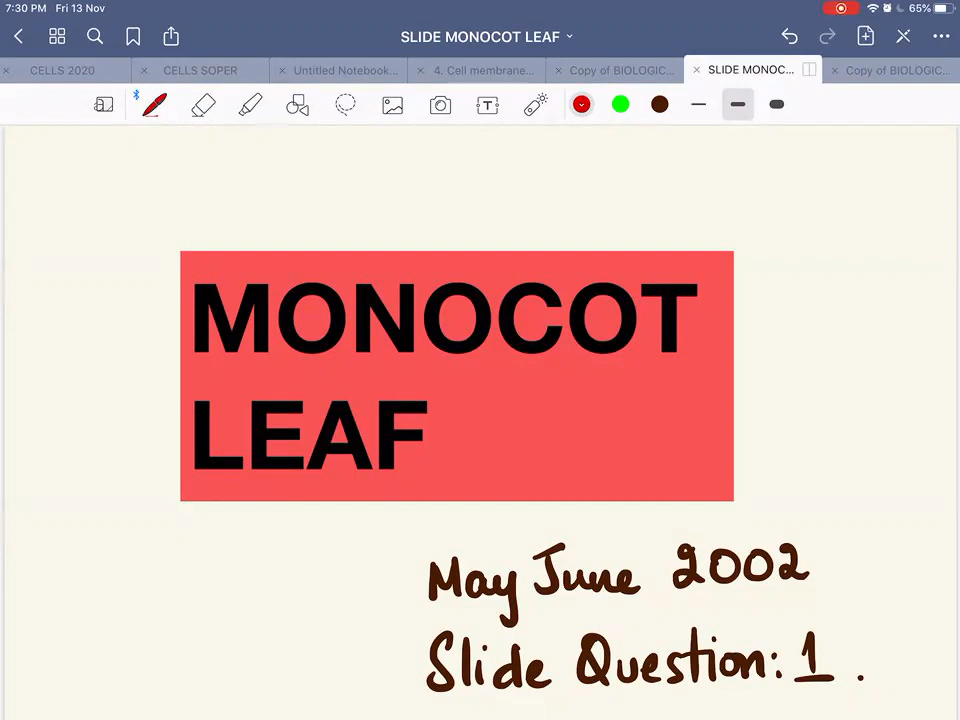 7:30 PM Fri 13 Nov 65%
SLIDE MONOCOT LEAF
CELLS 2020 CELLS SOPER Untitled Notebook... 4. Cell membrane... Copy of BIOLOGIC... SLIDE MONOC... Copy of BIOLOGIC...
T
MONOCOT
LEAF
May June 2002
Slide Question: 1.